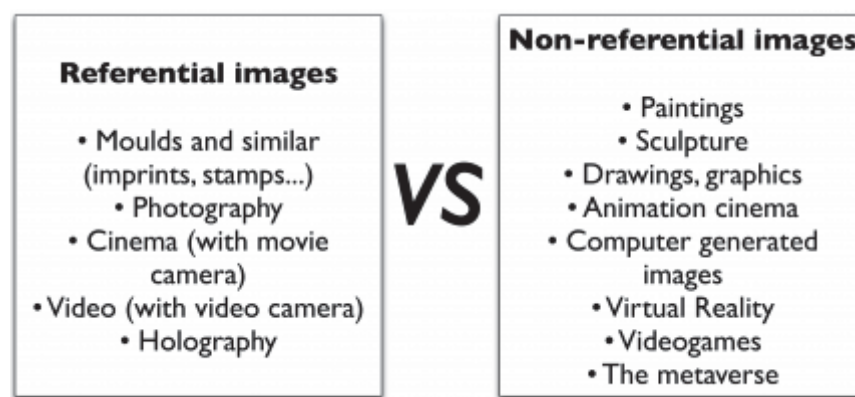 Referential images
• Moulds and similar
(imprints, stamps...)
• Photography
• Cinema (with movie
camera)
• Video (with video camera)
• Holography
VS
Non-referential images
• Paintings
• Sculpture
• Drawings, graphics
• Animation cinema
• Computer generated
images
• Virtual Reality
• Videogames
• The metaverse